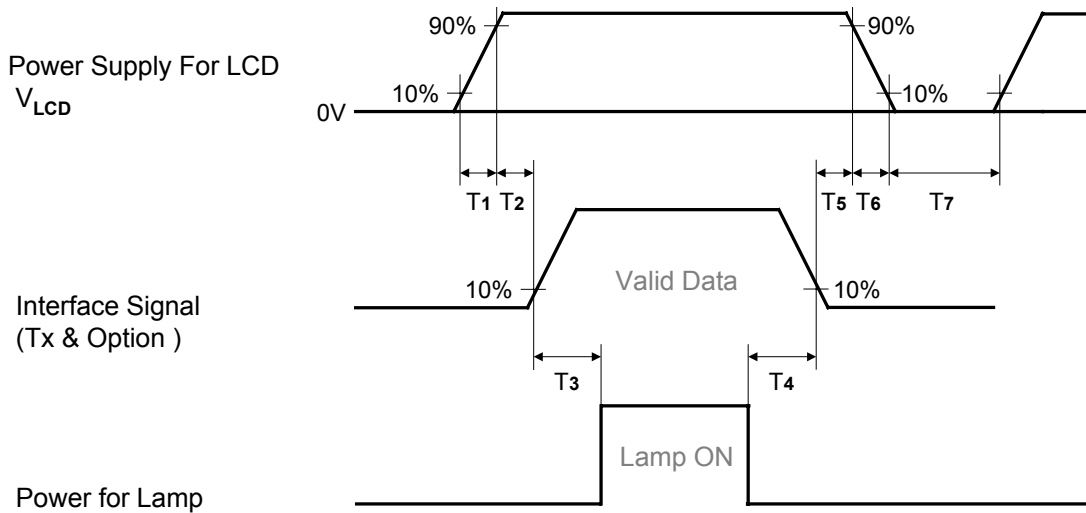 90%
90%
Power Supply For LCD
VLCD
10%
10%
0V
T1
T2
T5
T6
T7
Valid Data
10%
10%
Interface Signal
(Tx & Option )
T3
T4
Lamp ON
Power for Lamp